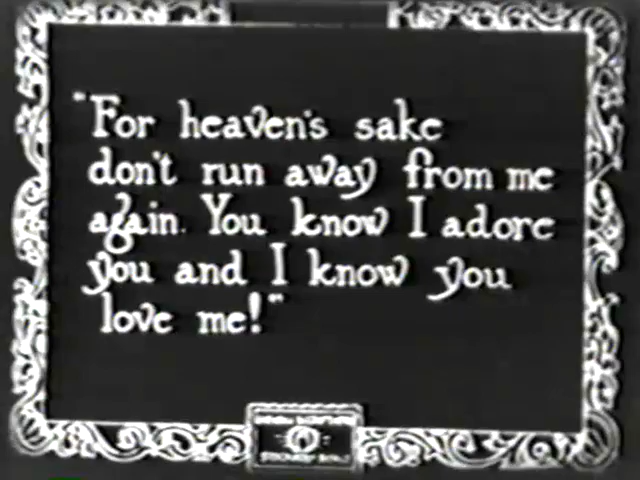 "For heaven's sake
don't run away from me
again. You know I adore
you and I know you
love me!"